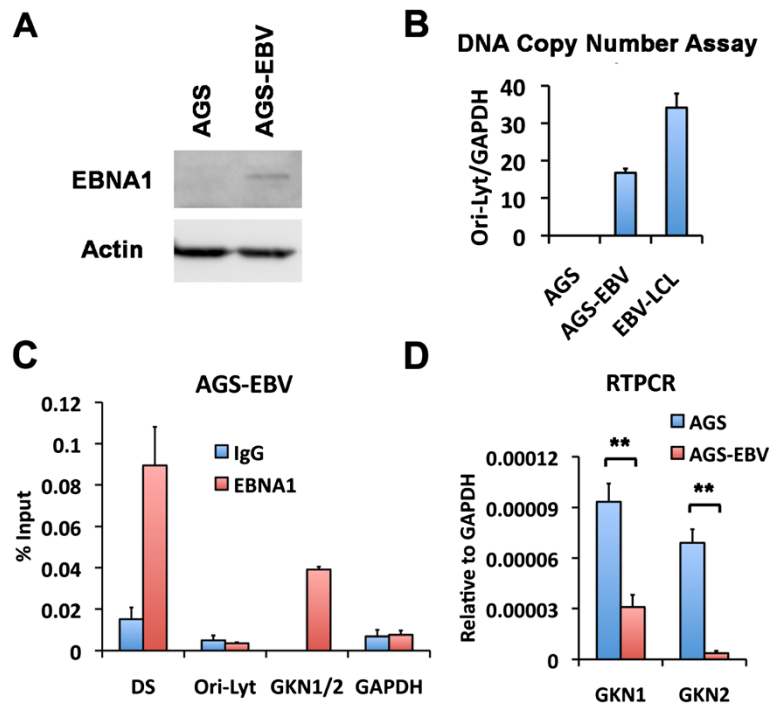 A
AGS
AGS-EBV
EBNA1
Actin
B
DNA Copy Number Assay
Ori-Lyt/GAPDH
40
30
20
10
0
AGS
AGS-EBV
EBV-LCL
C
AGS-EBV
IgG
EBNA1
% Input
0.12
0.1
0.08
0.06
0.04
0.02
0
DS
Ori-Lyt
GKN1/2
GAPDH
D
RTPCR
AGS
AGS-EBV
Relative to GAPDH
0.00012
0.00009
0.00006
0.00003
0
**
**
GKN1
GKN2